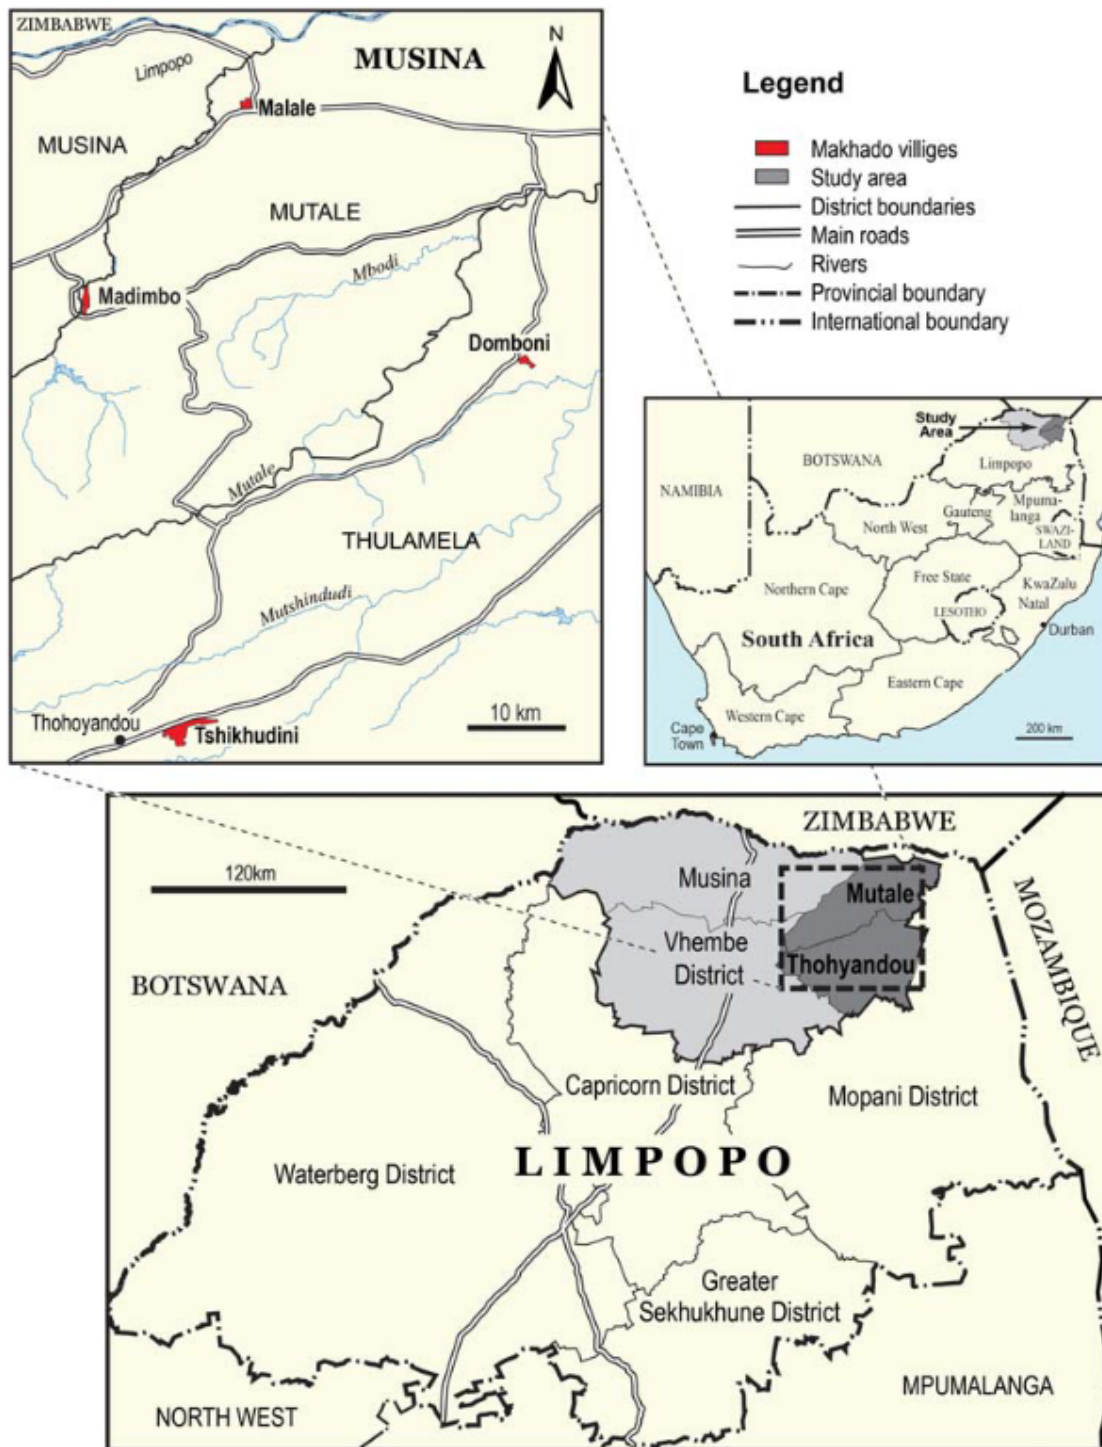 ZIMBABWE
Limpopo
MUSINA
N
Malale
MUSINA
MUTALE
Mbodi
Madimbo
Domboni
Mutale
THULAMELA
Mutshindudi
Thohoyandou
Tshikhudini
10 km
Legend
Makhado villiges
Study area
District boundaries
Main roads
Rivers
Provincial boundary
International boundary
Study
Area
Limpopo
BOTSWANA
NAMIBIA
Mpuma-
langa
Gauteng
North West
SWAZI-
LAND
Free State
Northern Cape
KwaZulu
Natal
LESOTHO
Durban
South Africa
Eastern Cape
Western Cape
Cape
Town
200 km
ZIMBABWE
120km
Musina
Mutale
MOZAMBIQUE
Vhembe
District
Thohyandou
BOTSWANA
Capricorn District
Mopani District
LIMPOPO
Waterberg District
Greater
Sekhukhune District
MPUMALANGA
NORTH WEST